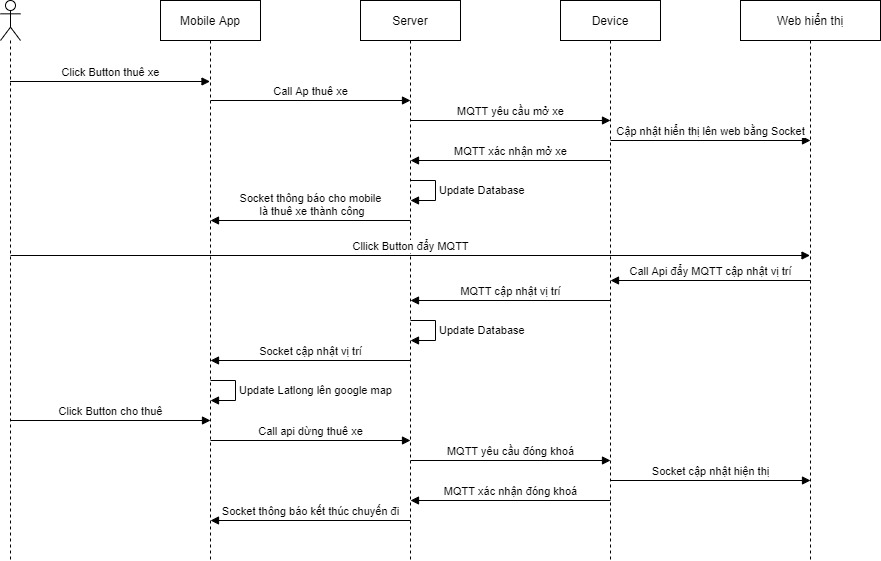 Mobile App
Server
Device
Web hiển thị
Click Button thuê xe
Call Ap thuê xe
MQTT yêu cầu mở xe
Cập nhật hiển thị lên web bằng Socket
MQTT xác nhận mở xe
Update Database
Socket thông báo cho mobile
là thuê xe thành công
Cllick Button đẩy MQTT
Call Api đẩy MQTT cập nhật vị trí
MQTT cập nhật vị trí
Update Database
Socket cập nhật vị trí
Update Latlong lên google map
Click Button cho thuê
Call api dừng thuê xe
MQTT yêu cầu đóng khoá
Socket cập nhật hiện thị
MQTT xác nhận đóng khoá
Socket thông báo kết thúc chuyến đi